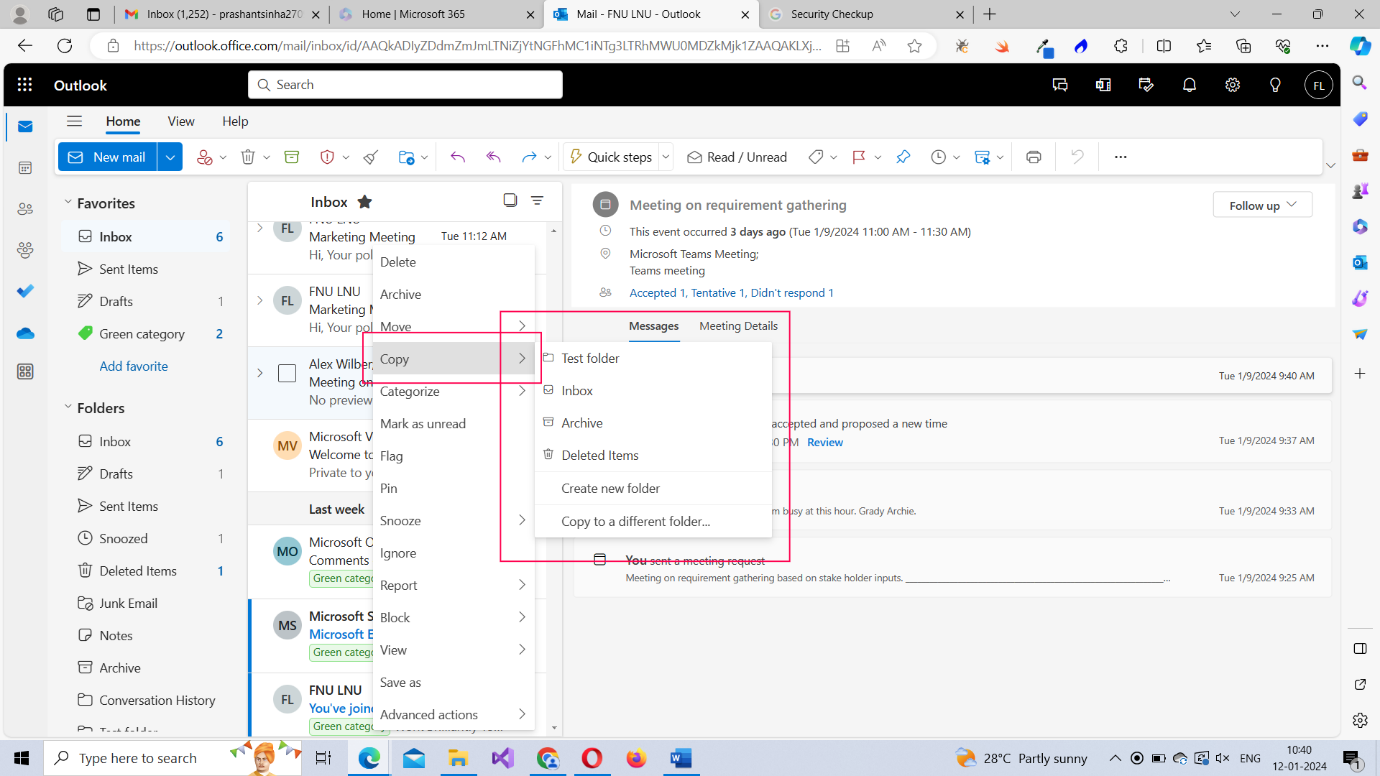 Inbox (1,252) - prashantsinha270
Home | Microsoft 365
Mail - FNU LNU - Outlook
Security Checkup
https://outlook.office.com/mail/inbox/id/AAQkADIyZDdmZmJmLTNiZjYtNGFhMC1iNTg3LTRhMWU0MDZkMjk1ZAAQAKLXj...
Outlook
Search
FL
Home
View
Help
New mail
Quick steps
Read / Unread
Favorites
Inbox 6
Sent Items
Drafts 1
Green category 2
Add favorite
Folders
Inbox 6
Drafts 1
Sent Items
Snoozed 1
Deleted Items 1
Junk Email
Notes
Archive
Conversation History
Inbox
FL
Marketing Meeting Tue 11:12 AM
Hi, Your pol
FL
FNU LNU
Marketing M
Hi, Your pol
Alex Wilber,
Meeting on
No preview
MV
Microsoft V
Welcome to
Private to yo
Last week
MO
Microsoft O
Comments
Green catego
MS
Microsoft S
Microsoft E
Green catego
FL
FNU LNU
You've joine
Green category
Delete
Archive
Move
Copy
Categorize
Mark as unread
Flag
Pin
Snooze
Ignore
Report
Block
View
Save as
Advanced actions
Test folder
Inbox
Archive
Deleted Items
Create new folder
Copy to a different folder...
Meeting on requirement gathering
Follow up
This event occurred 3 days ago (Tue 1/9/2024 11:00 AM - 11:30 AM)
Microsoft Teams Meeting;
Teams meeting
Accepted 1, Tentative 1, Didn't respond 1
Messages
Meeting Details
Tue 1/9/2024 9:40 AM
accepted and proposed a new time
PM Review
Tue 1/9/2024 9:37 AM
busy at this hour. Grady Archie.
Tue 1/9/2024 9:33 AM
You sent a meeting request
Meeting on requirement gathering based on stake holder inputs. ...
Tue 1/9/2024 9:25 AM
Type here to search
28°C Partly sunny
ENG
10:40
12-01-2024
1